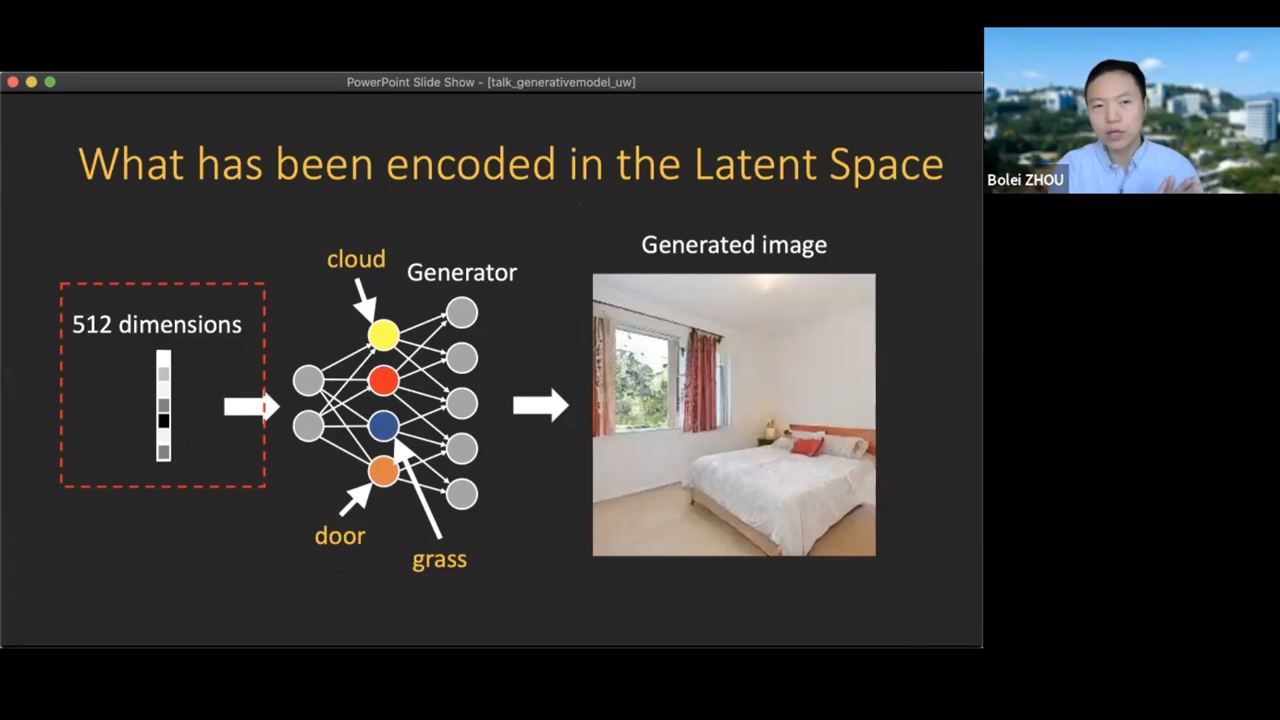 PowerPoint Slide Show - [talk_generativemodel_uw]
Bolei ZHOU
What has been encoded in the Latent Space
Generated image
cloud
Generator
512 dimensions
door
grass